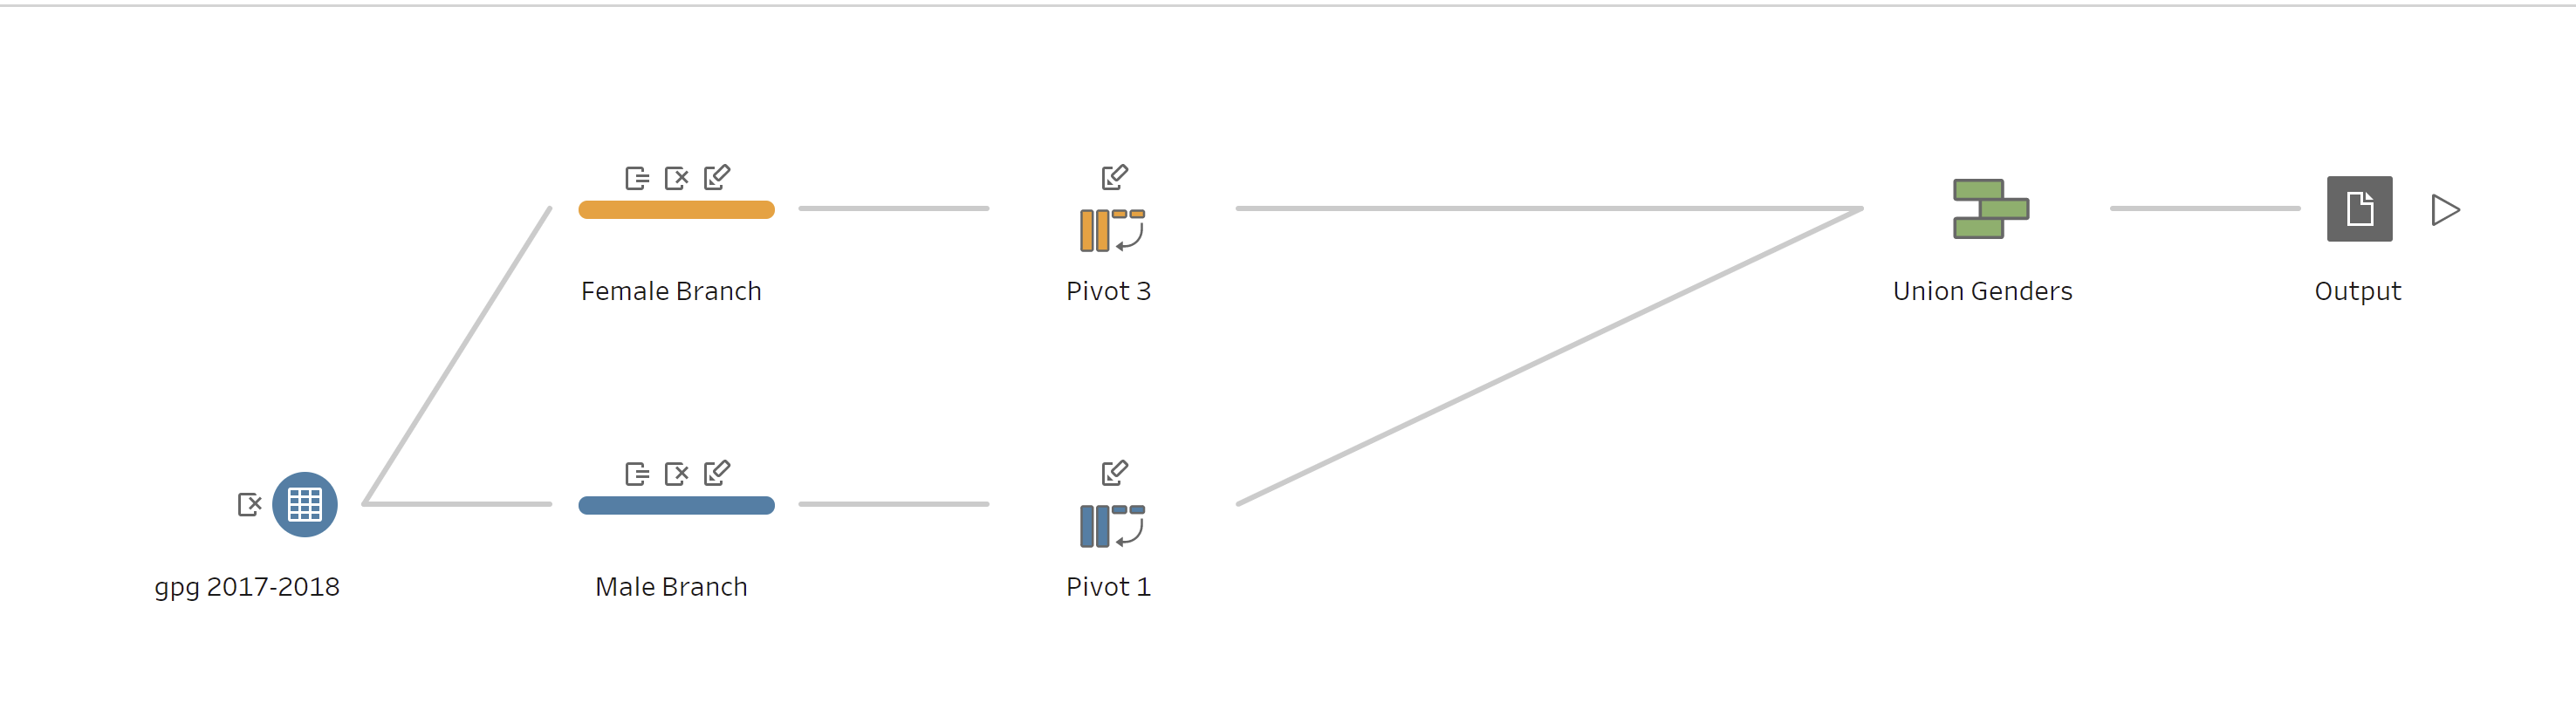 Female Branch
Pivot 3
Union Genders
Output
gpg 2017-2018
Male Branch
Pivot 1